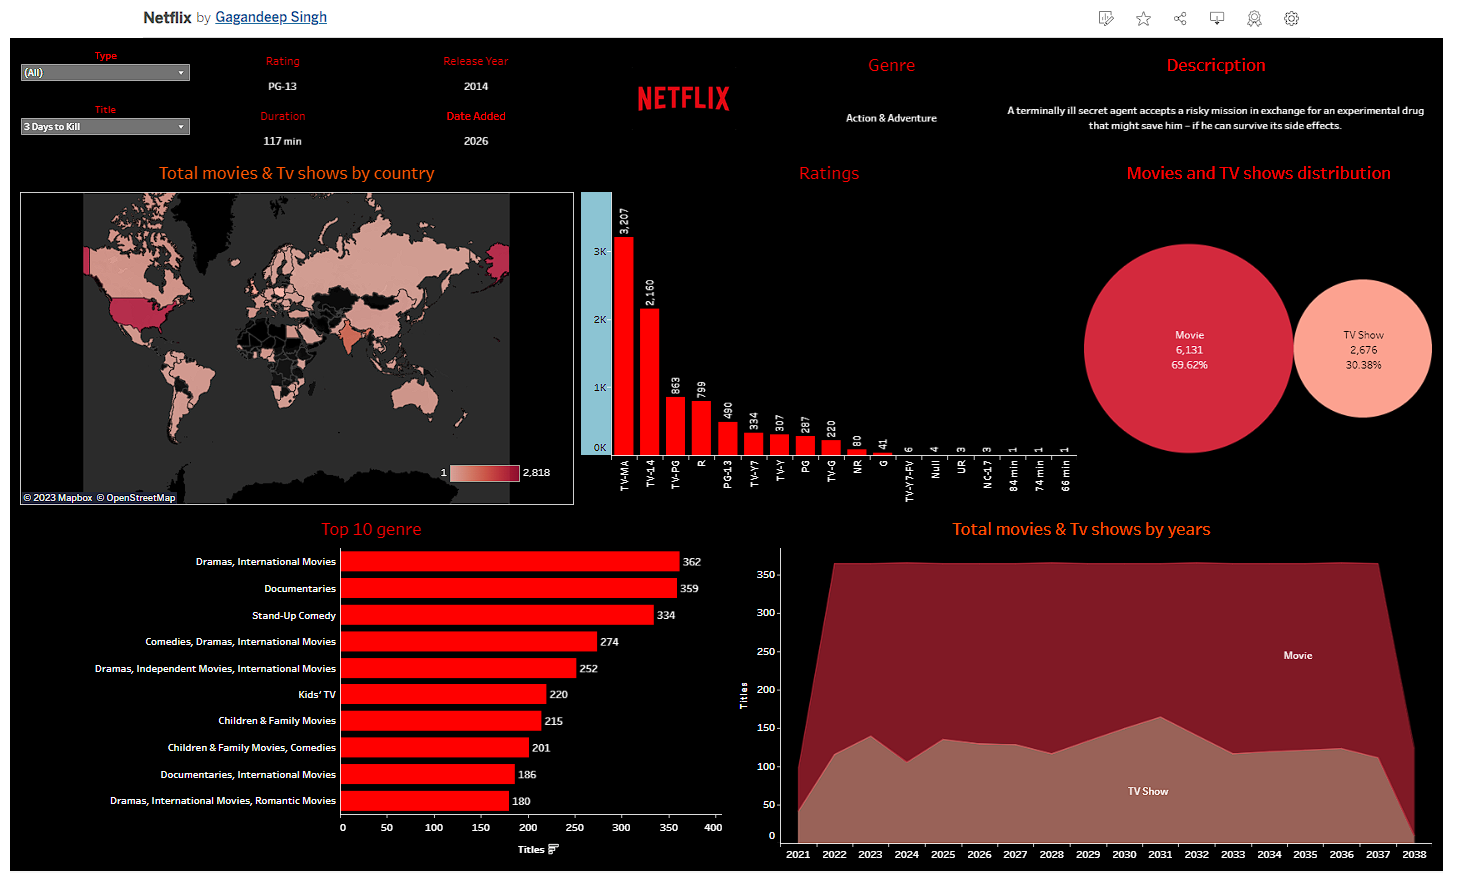 Netflix by Gagandeep Singh
Type
(All)
Title
3 Days to Kill
Rating
PG-13
Duration
117 min
Release Year
2014
Date Added
2026
NETFLIX
Genre
Action & Adventure
Descricption
A terminally ill secret agent accepts a risky mission in exchange for an experimental drug
that might save him – if he can survive its side effects.
Total movies & Tv shows by country
1
2,818
© 2023 Mapbox © OpenStreetMap
Ratings
3K
2K
1K
0K
3,207
2,160
863
799
490
334
307
287
220
80
41
6
4
3
3
1
1
1
TV-MA
TV-14
TV-PG
R
PG-13
TV-Y7
TV-Y
PG
TV-G
NR
G
TV-Y7-FV
Null
UR
NC-17
84 min
74 min
66 min
Movies and TV shows distribution
Movie
6,131
69.62%
TV Show
2,676
30.38%
Top 10 genre
Dramas, International Movies 362
Documentaries 359
Stand-Up Comedy 334
Comedies, Dramas, International Movies 274
Dramas, Independent Movies, International Movies 252
Kids' TV 220
Children & Family Movies 215
Children & Family Movies, Comedies 201
Documentaries, International Movies 186
Dramas, International Movies, Romantic Movies 180
0 50 100 150 200 250 300 350 400
Titles
Total movies & Tv shows by years
Titles
350
300
250
200
150
100
50
0
Movie
TV Show
2021 2022 2023 2024 2025 2026 2027 2028 2029 2030 2031 2032 2033 2034 2035 2036 2037 2038